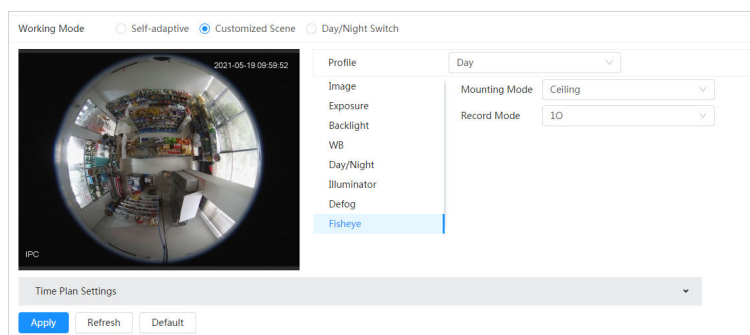 Working Mode Self-adaptive Customized Scene Day/Night Switch
2021-05-19 09:59:52
IPC
Profile Day
Image
Exposure
Backlight
WB
Day/Night
Illuminator
Defog
Fisheye
Mounting Mode Ceiling
Record Mode 1O
Time Plan Settings
Apply Refresh Default